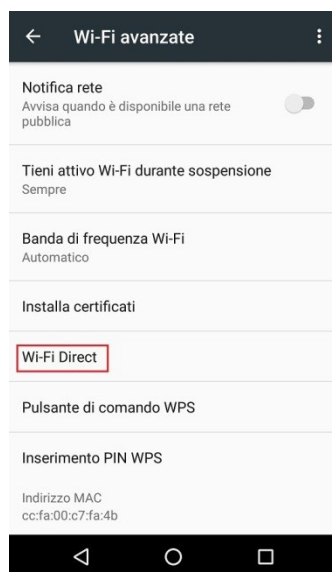 Wi-Fi avanzate
Notifica rete
Avvisa quando è disponibile una rete
pubblica
Tieni attivo Wi-Fi durante sospensione
Sempre
Banda di frequenza Wi-Fi
Automatico
Installa certificati
Wi-Fi Direct
Pulsante di comando WPS
Inserimento PIN WPS
Indirizzo MAC
cc:fa:00:c7:fa:4b